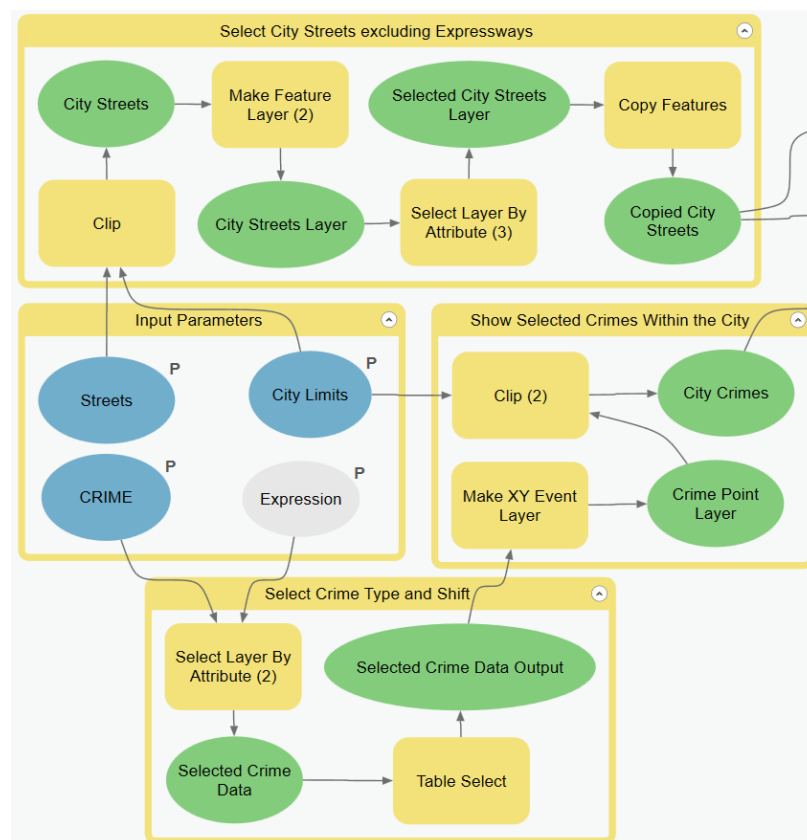 Select City Streets excluding Expressways
City Streets
Make Feature
Layer (2)
Selected City Streets
Layer
Copy Features
Clip
City Streets Layer
Select Layer By
Attribute (3)
Copied City
Streets
Input Parameters
P
Streets
P
City Limits
P
CRIME
P
Expression
Show Selected Crimes Within the City
Clip (2)
City Crimes
Make XY Event
Layer
Crime Point
Layer
Select Crime Type and Shift
Select Layer By
Attribute (2)
Selected Crime Data Output
Selected Crime
Data
Table Select